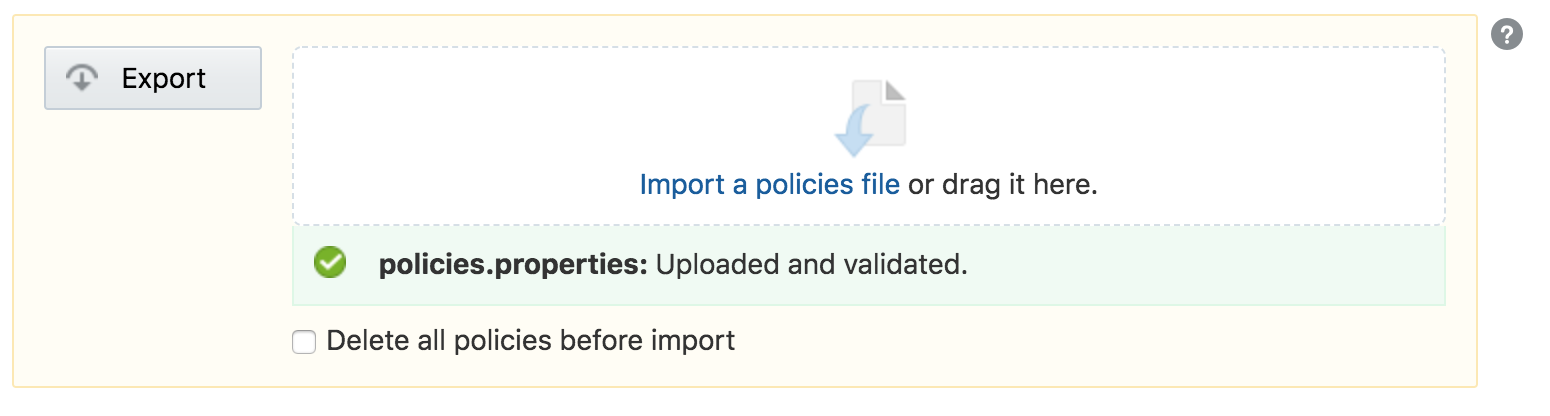 Export
Import a policies file or drag it here.
policies.properties: Uploaded and validated.
Delete all policies before import
?